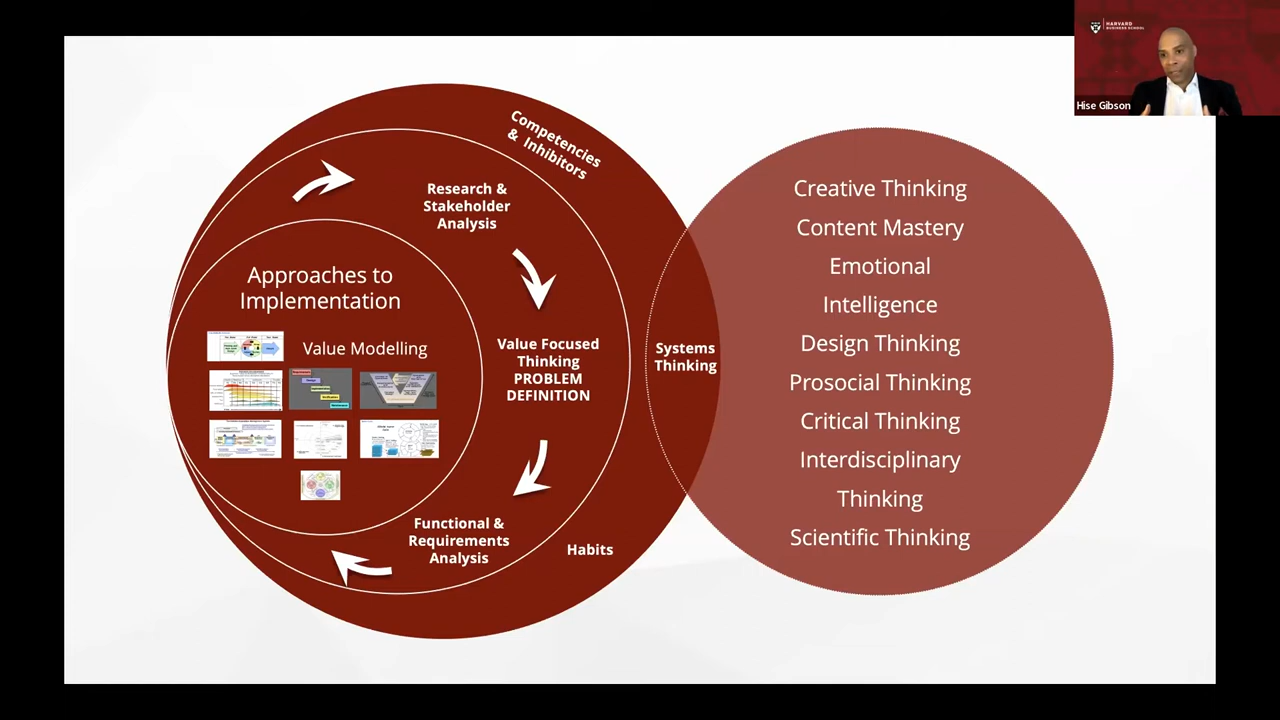 HARVARD
BUSINESS SCHOOL
Hise Gibson
Competencies
& Inhibitors
Research &
Stakeholder
Analysis
Approaches to
Implementation
Value Modelling
Value Focused
Thinking
PROBLEM
DEFINITION
Systems
Thinking
Functional &
Requirements
Analysis
Habits
Creative Thinking
Content Mastery
Emotional
Intelligence
Design Thinking
Prosocial Thinking
Critical Thinking
Interdisciplinary
Thinking
Scientific Thinking